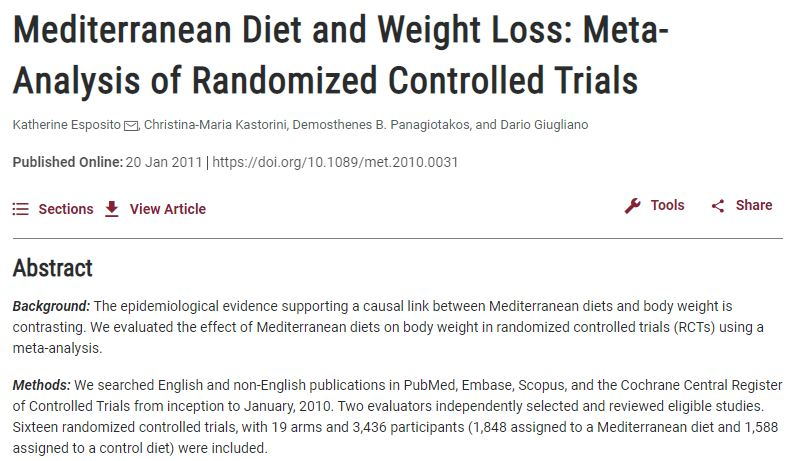 Mediterranean Diet and Weight Loss: Meta-
Analysis of Randomized Controlled Trials
Katherine Esposito, Christina-Maria Kastorini, Demosthenes B. Panagiotakos, and Dario Giugliano
Published Online: 20 Jan 2011 | https://doi.org/10.1089/met.2010.0031
Sections View Article Tools Share
Abstract
Background: The epidemiological evidence supporting a causal link between Mediterranean diets and body weight is
contrasting. We evaluated the effect of Mediterranean diets on body weight in randomized controlled trials (RCTs) using a
meta-analysis.
Methods: We searched English and non-English publications in PubMed, Embase, Scopus, and the Cochrane Central Register
of Controlled Trials from inception to January, 2010. Two evaluators independently selected and reviewed eligible studies.
Sixteen randomized controlled trials, with 19 arms and 3,436 participants (1,848 assigned to a Mediterranean diet and 1,588
assigned to a control diet) were included.